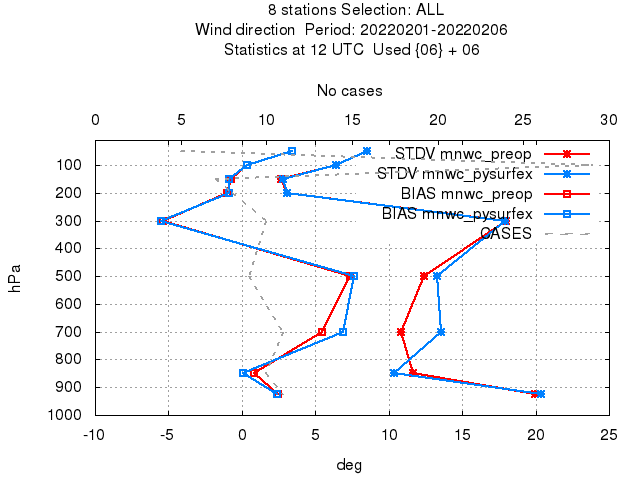 8 stations Selection: ALL
Wind direction  Period: 20220201-20220206
Statistics at 12 UTC  Used {06} + 06
No cases
0 5 10 15 20 25 30
STDV mnwc_preop
STDV mnwc_pysurfex
BIAS mnwc_preop
BIAS mnwc_pysurfex
CASES
hPa
100
200
300
400
500
600
700
800
900
1000
-10 -5 0 5 10 15 20 25
deg